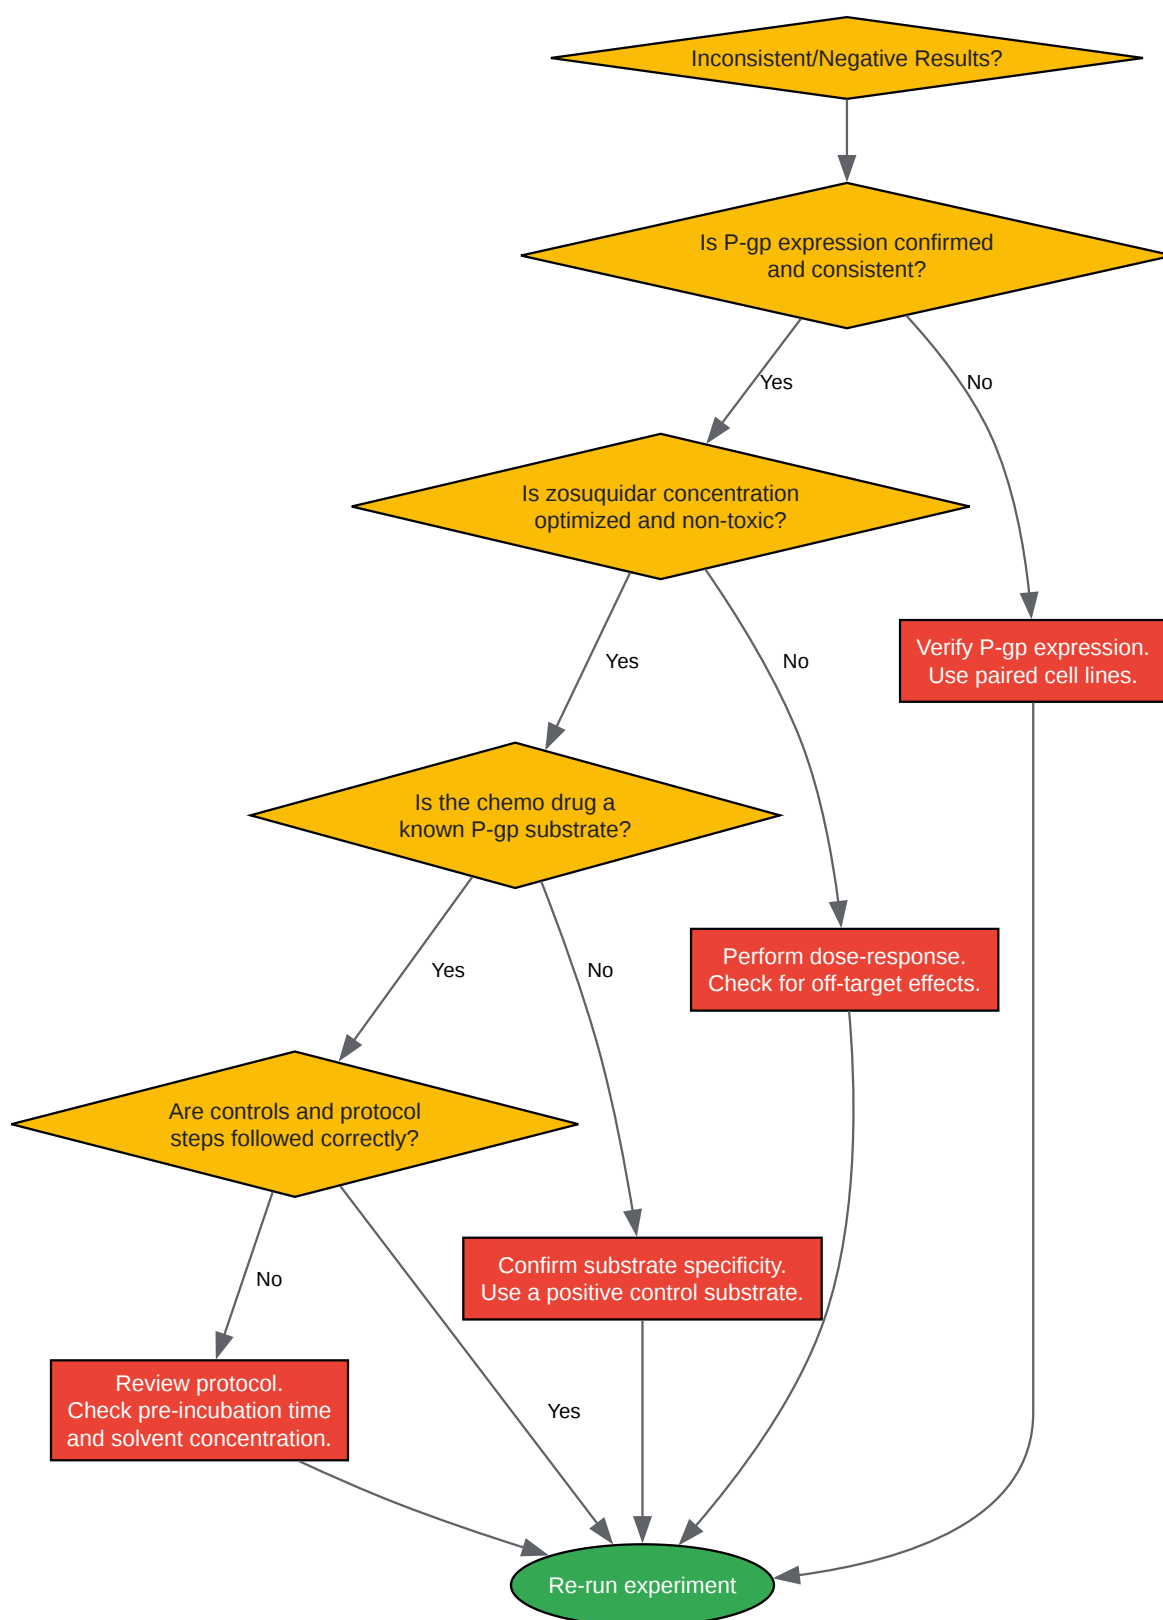 Inconsistent/Negative Results?
Is P-gp expression confirmed
and consistent?
Yes
No
Is zosuquidar concentration
optimized and non-toxic?
Yes
No
Verify P-gp expression.
Use paired cell lines.
Is the chemo drug a
known P-gp substrate?
Yes
No
Perform dose-response.
Check for off-target effects.
Are controls and protocol
steps followed correctly?
No
Yes
Confirm substrate specificity.
Use a positive control substrate.
Review protocol.
Check pre-incubation time
and solvent concentration.
Re-run experiment